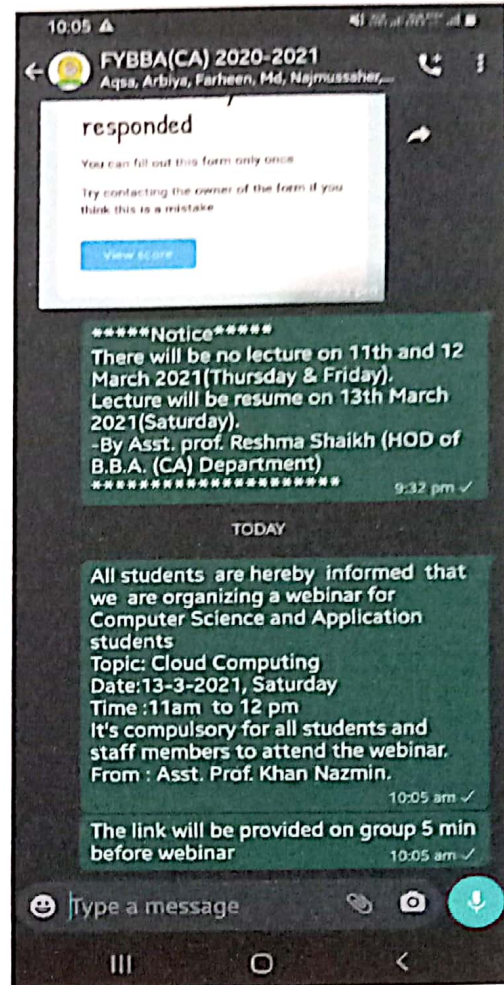 10:05
FYBBA(CA) 2020-2021
Aqsa, Arbiya, Farheen, Md, Najmussaher,...
responded
You can fill out this form only once
Try contacting the owner of the form if you
think this is a mistake
View score
*****Notice*****
There will be no lecture on 11th and 12
March 2021(Thursday & Friday).
Lecture will be resume on 13th March
2021(Saturday).
-By Asst. prof. Reshma Shaikh (HOD of
B.B.A. (CA) Department)
*********************
9:32 pm
TODAY
All students are hereby informed that
we are organizing a webinar for
Computer Science and Application
students
Topic: Cloud Computing
Date:13-3-2021, Saturday
Time :11am to 12 pm
It's compulsory for all students and
staff members to attend the webinar.
From : Asst. Prof. Khan Nazmin.
10:05 am
The link will be provided on group 5 min
before webinar
10:05 am
Type a message